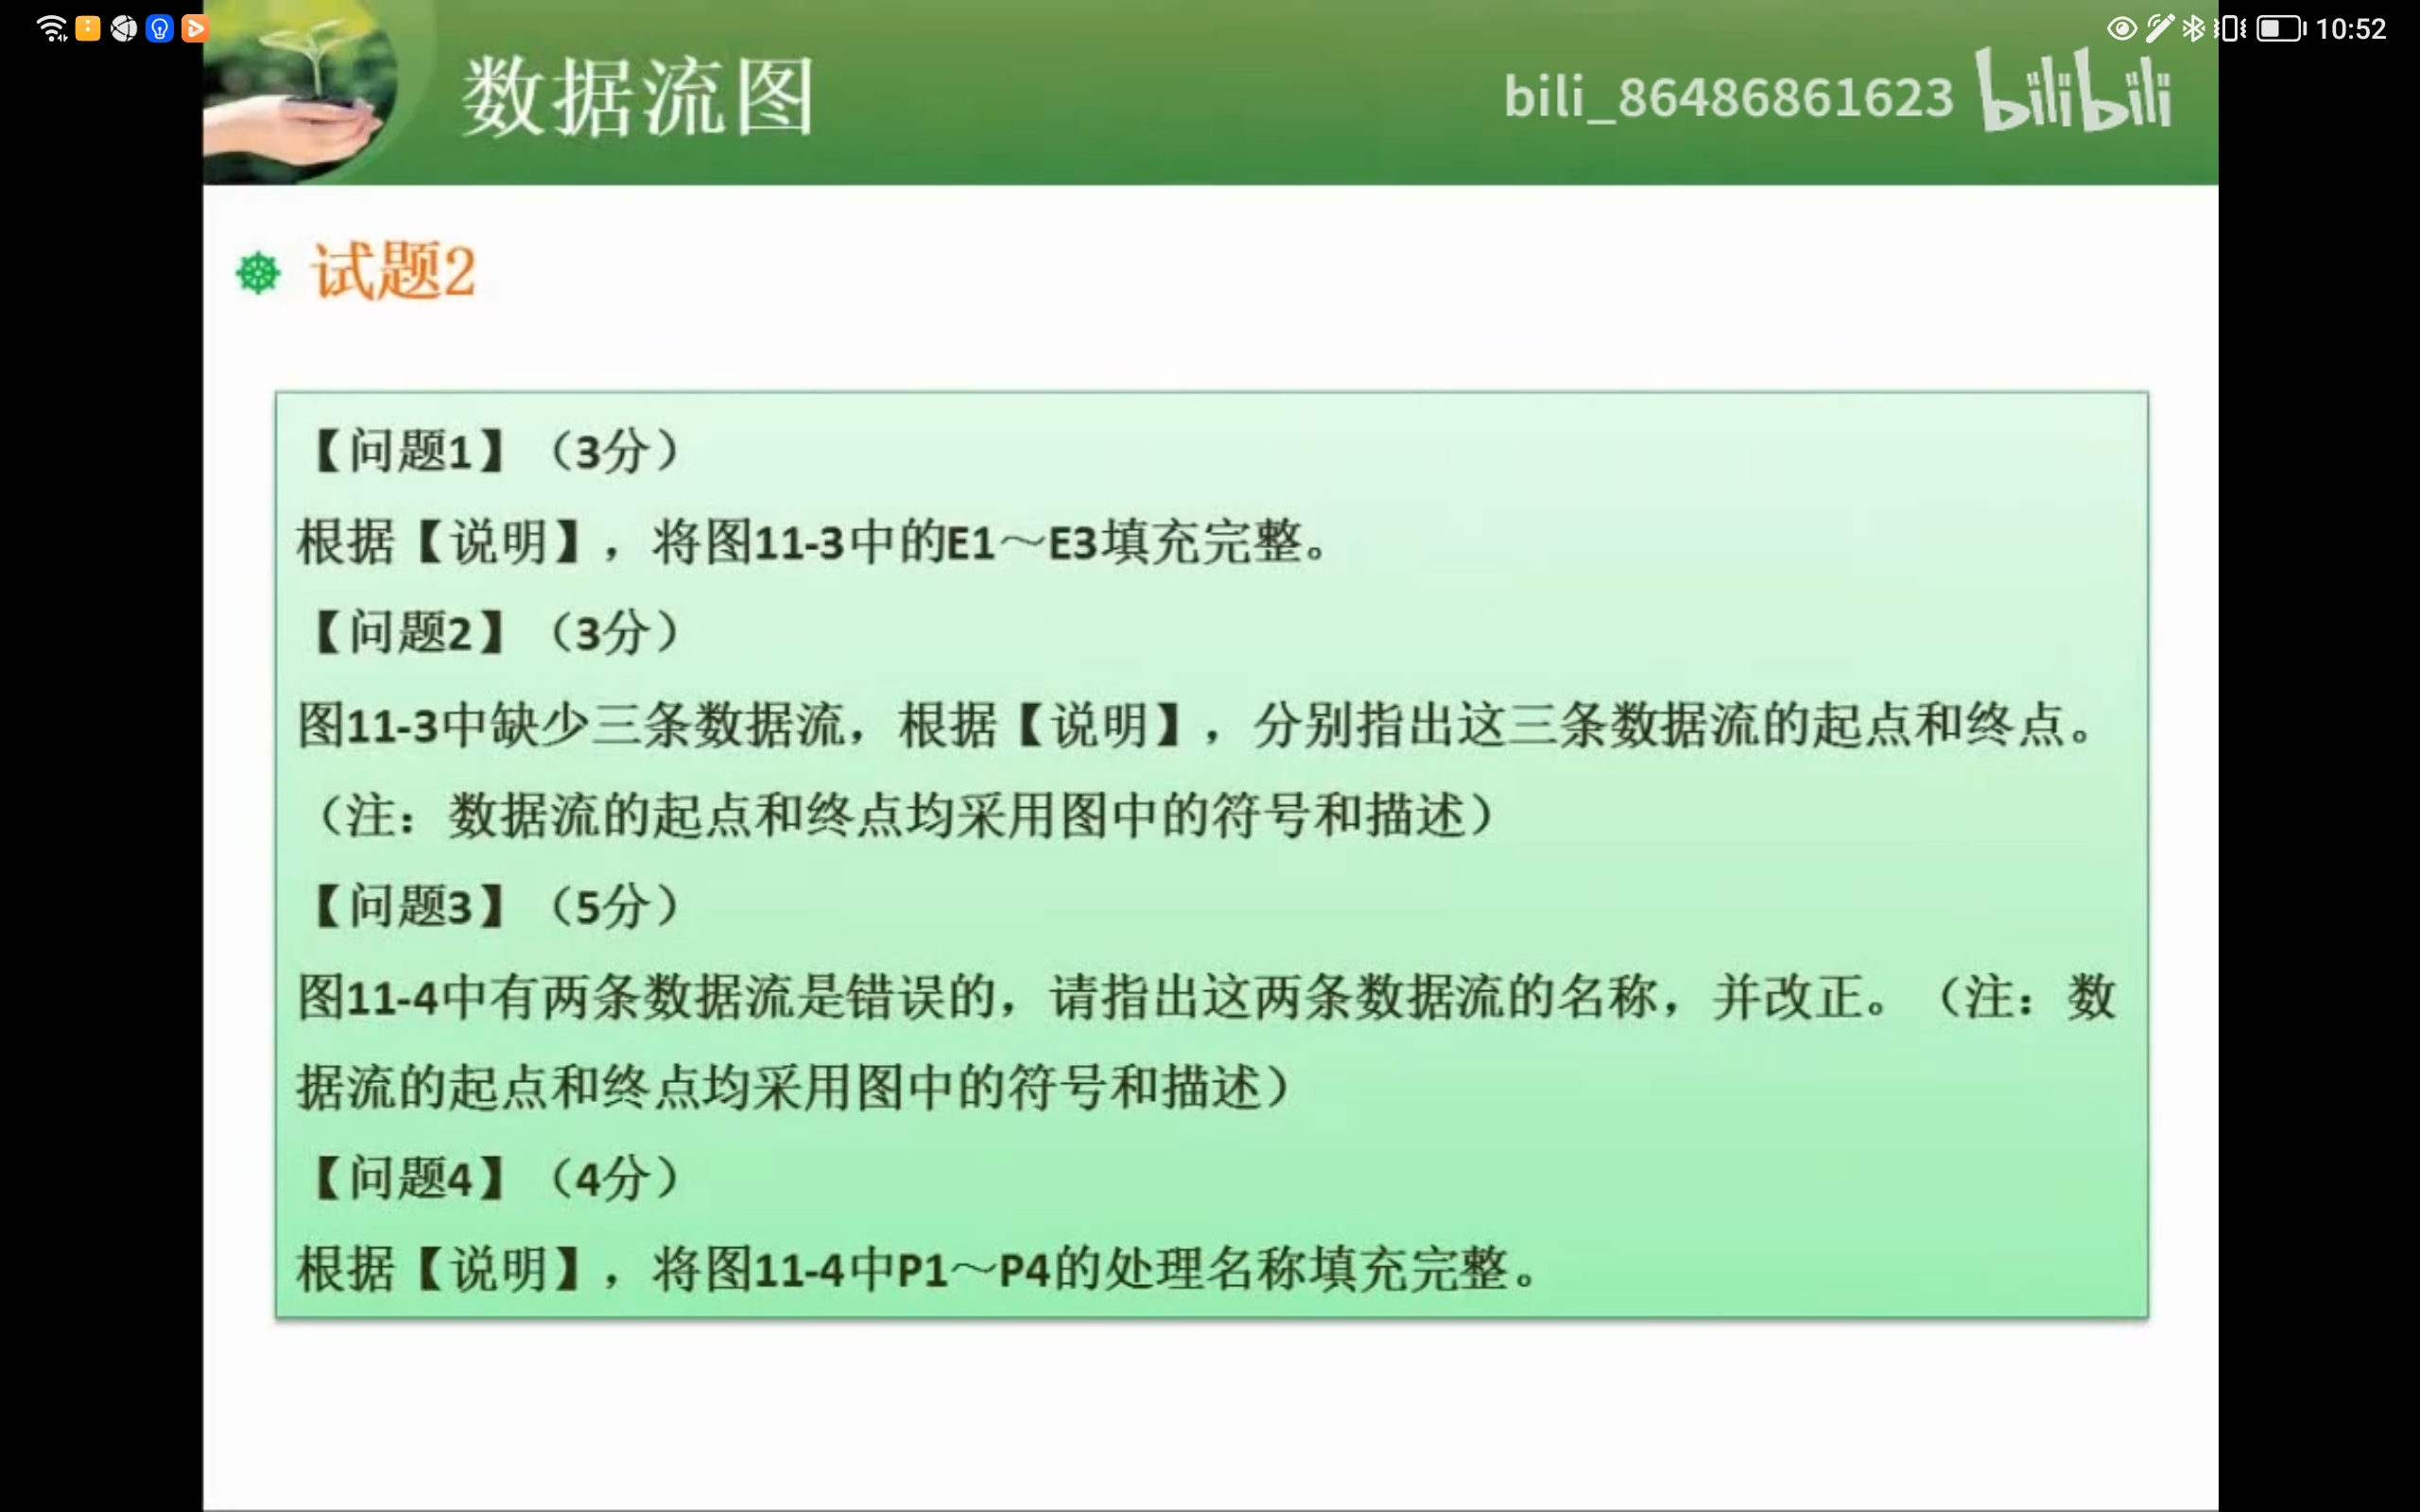 10:52
数据流图
bili_86486861623 bilibili
试题2
【问题1】（3分）
根据【说明】，将图11-3中的E1～E3填充完整。
【问题2】（3分）
图11-3中缺少三条数据流，根据【说明】，分别指出这三条数据流的起点和终点。
（注：数据流的起点和终点均采用图中的符号和描述）
【问题3】（5分）
图11-4中有两条数据流是错误的，请指出这两条数据流的名称，并改正。（注：数
据流的起点和终点均采用图中的符号和描述）
【问题4】（4分）
根据【说明】，将图11-4中P1～P4的处理名称填充完整。